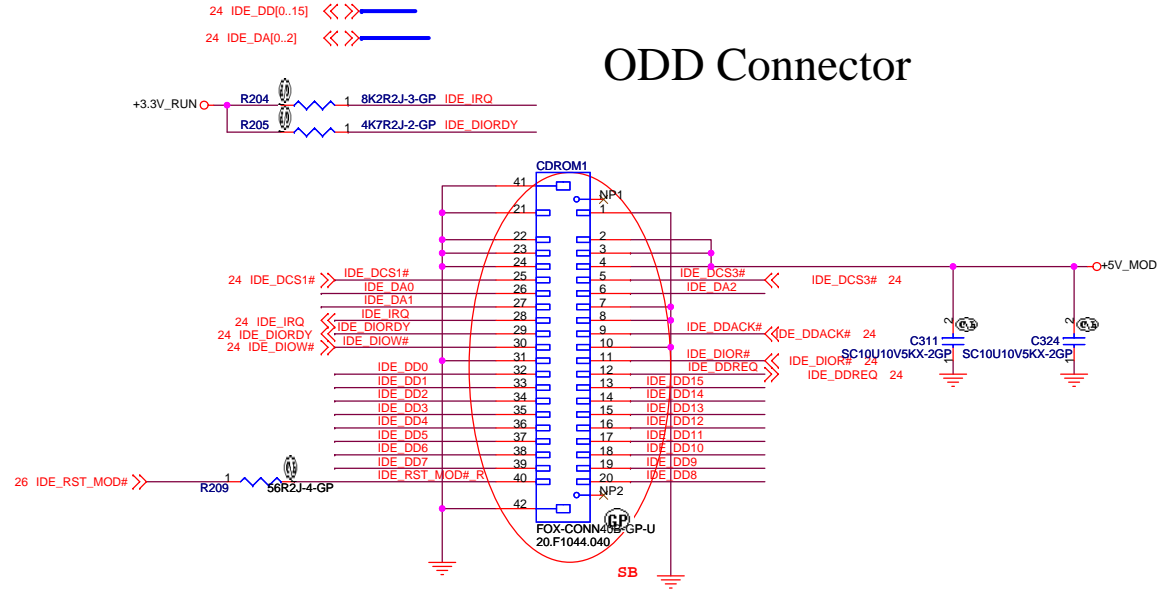 24 IDE_DD[0..15]
24 IDE_DA[0..2]
ODD Connector
+3.3V_RUN
R204 1 8K2R2J-3-GP IDE_IRQ
R205 1 4K7R2J-2-GP IDE_DIORDY
CDROM1
41
NP1
21 1
22 2
23 3
24 4
+5V_MOD
24 IDE_DCS1# IDE_DCS1# 25 5 IDE_DCS3# IDE_DCS3# 24
IDE_DA0 26 6 IDE_DA2
IDE_DA1 27 7
24 IDE_IRQ IDE_IRQ 28 8
24 IDE_DIORDY IDE_DIORDY 29 9 IDE_DDACK# IDE_DDACK# 24
24 IDE_DIOW# IDE_DIOW# 30 10
31 11 IDE_DIOR# IDE_DIOR# 24
IDE_DD0 32 12 IDE_DDREQ IDE_DDREQ 24
2 C311 SC10U10V5KX-2GP 1
2 C324 SC10U10V5KX-2GP 1
IDE_DD1 33 13 IDE_DD15
IDE_DD2 34 14 IDE_DD14
IDE_DD3 35 15 IDE_DD13
IDE_DD4 36 16 IDE_DD12
IDE_DD5 37 17 IDE_DD11
IDE_DD6 38 18 IDE_DD10
IDE_DD7 39 19 IDE_DD9
26 IDE_RST_MOD# 1 R209 56R2J-4-GP IDE_RST_MOD#_R 40 20 IDE_DD8
NP2
42
GP
FOX-CONN40B-GP-U
20.F1044.040
SB